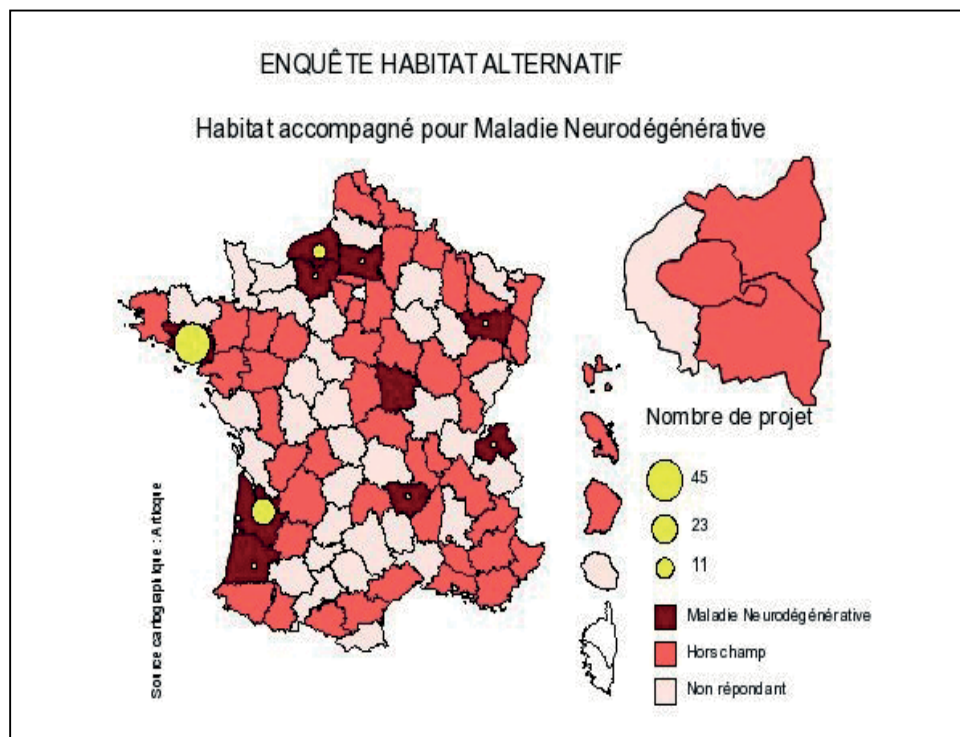 ENQUÊTE HABITAT ALTERNATIF
Habitat accompagné pour Maladie Neurodégénérative
Nombre de projet
45
23
11
Maladie Neurodégénérative
Hors champ
Non répondant
Source cartographique : Artique